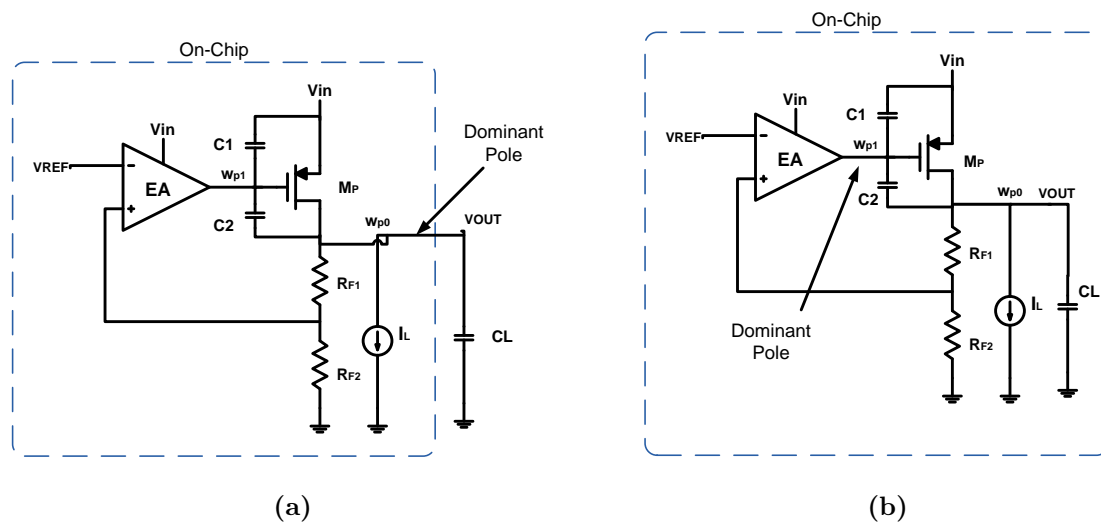 On-Chip
Vin
Vin
C1
VREF
-
EA
+
wp1
MP
C2
wp0
Dominant
Pole
VOUT
RF1
IL
CL
RF2
(a)
On-Chip
Vin
Vin
C1
VREF
-
EA
+
wp1
MP
C2
wp0
VOUT
RF1
IL
CL
Dominant
Pole
RF2
(b)